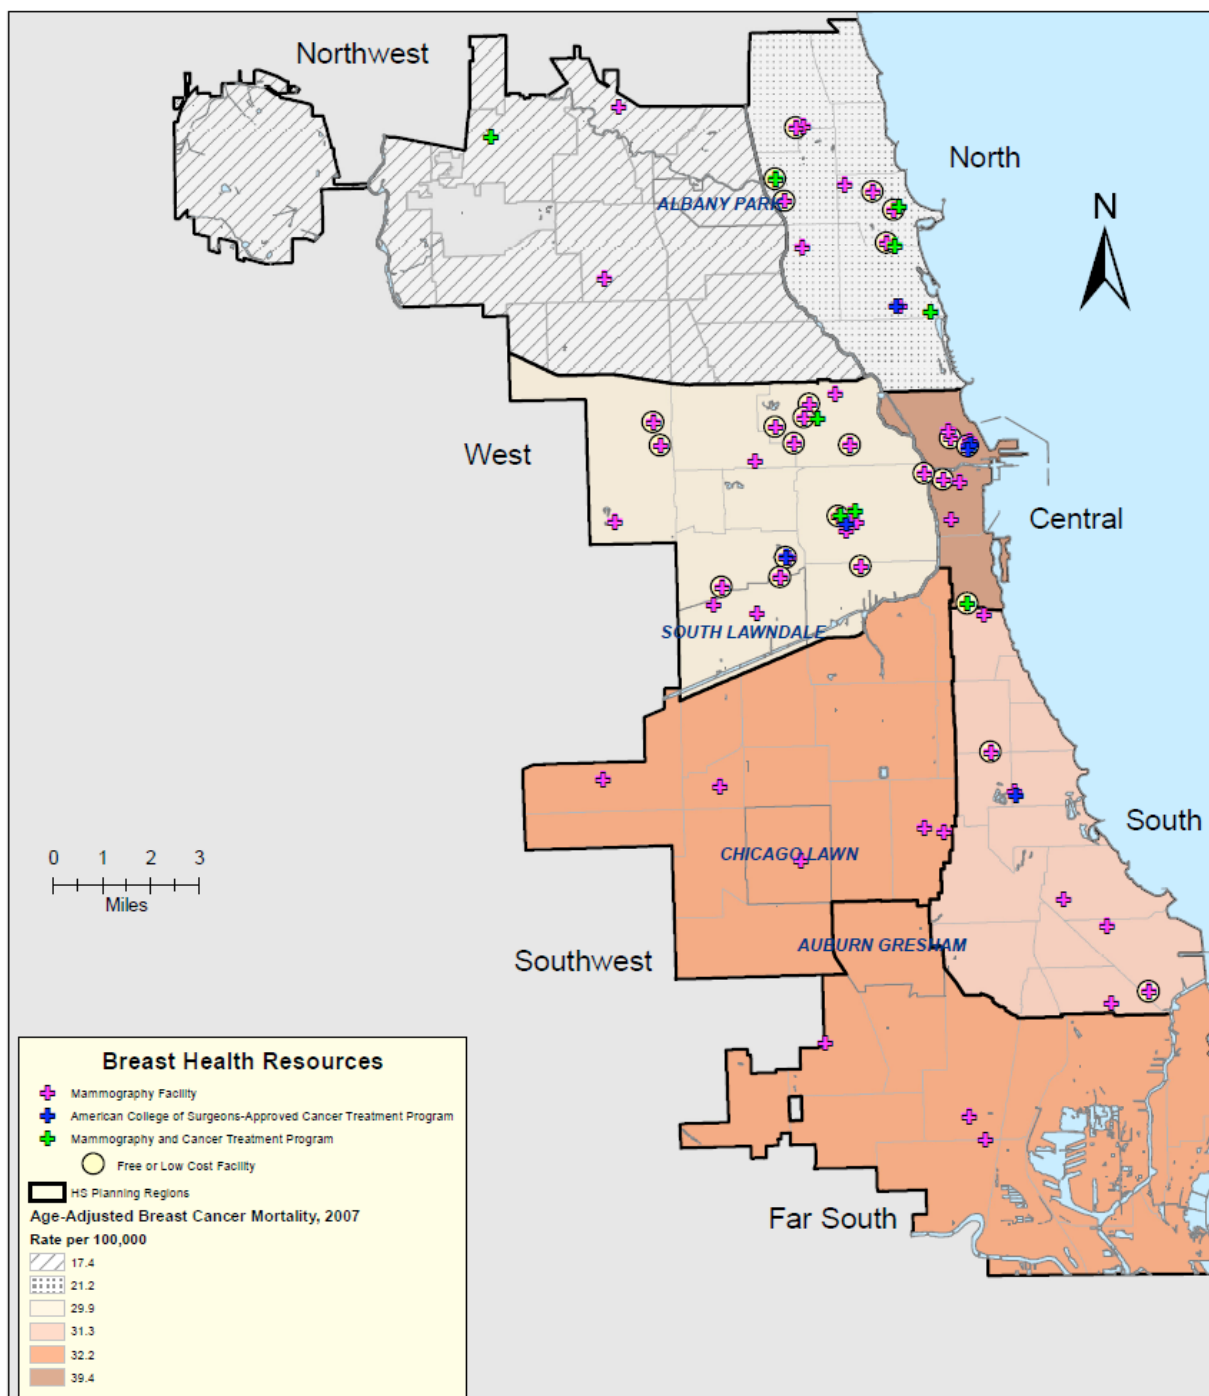 Northwest
North
ALBANY PARK
N
West
Central
SOUTH LAWNDALE
South
0 1 2 3
Miles
CHICAGO LAWN
AUBURN GRESHAM
Southwest
Far South
Breast Health Resources
Mammography Facility
American College of Surgeons-Approved Cancer Treatment Program
Mammography and Cancer Treatment Program
Free or Low Cost Facility
HS Planning Regions
Age-Adjusted Breast Cancer Mortality, 2007
Rate per 100,000
17.4
21.2
29.9
31.3
32.2
39.4